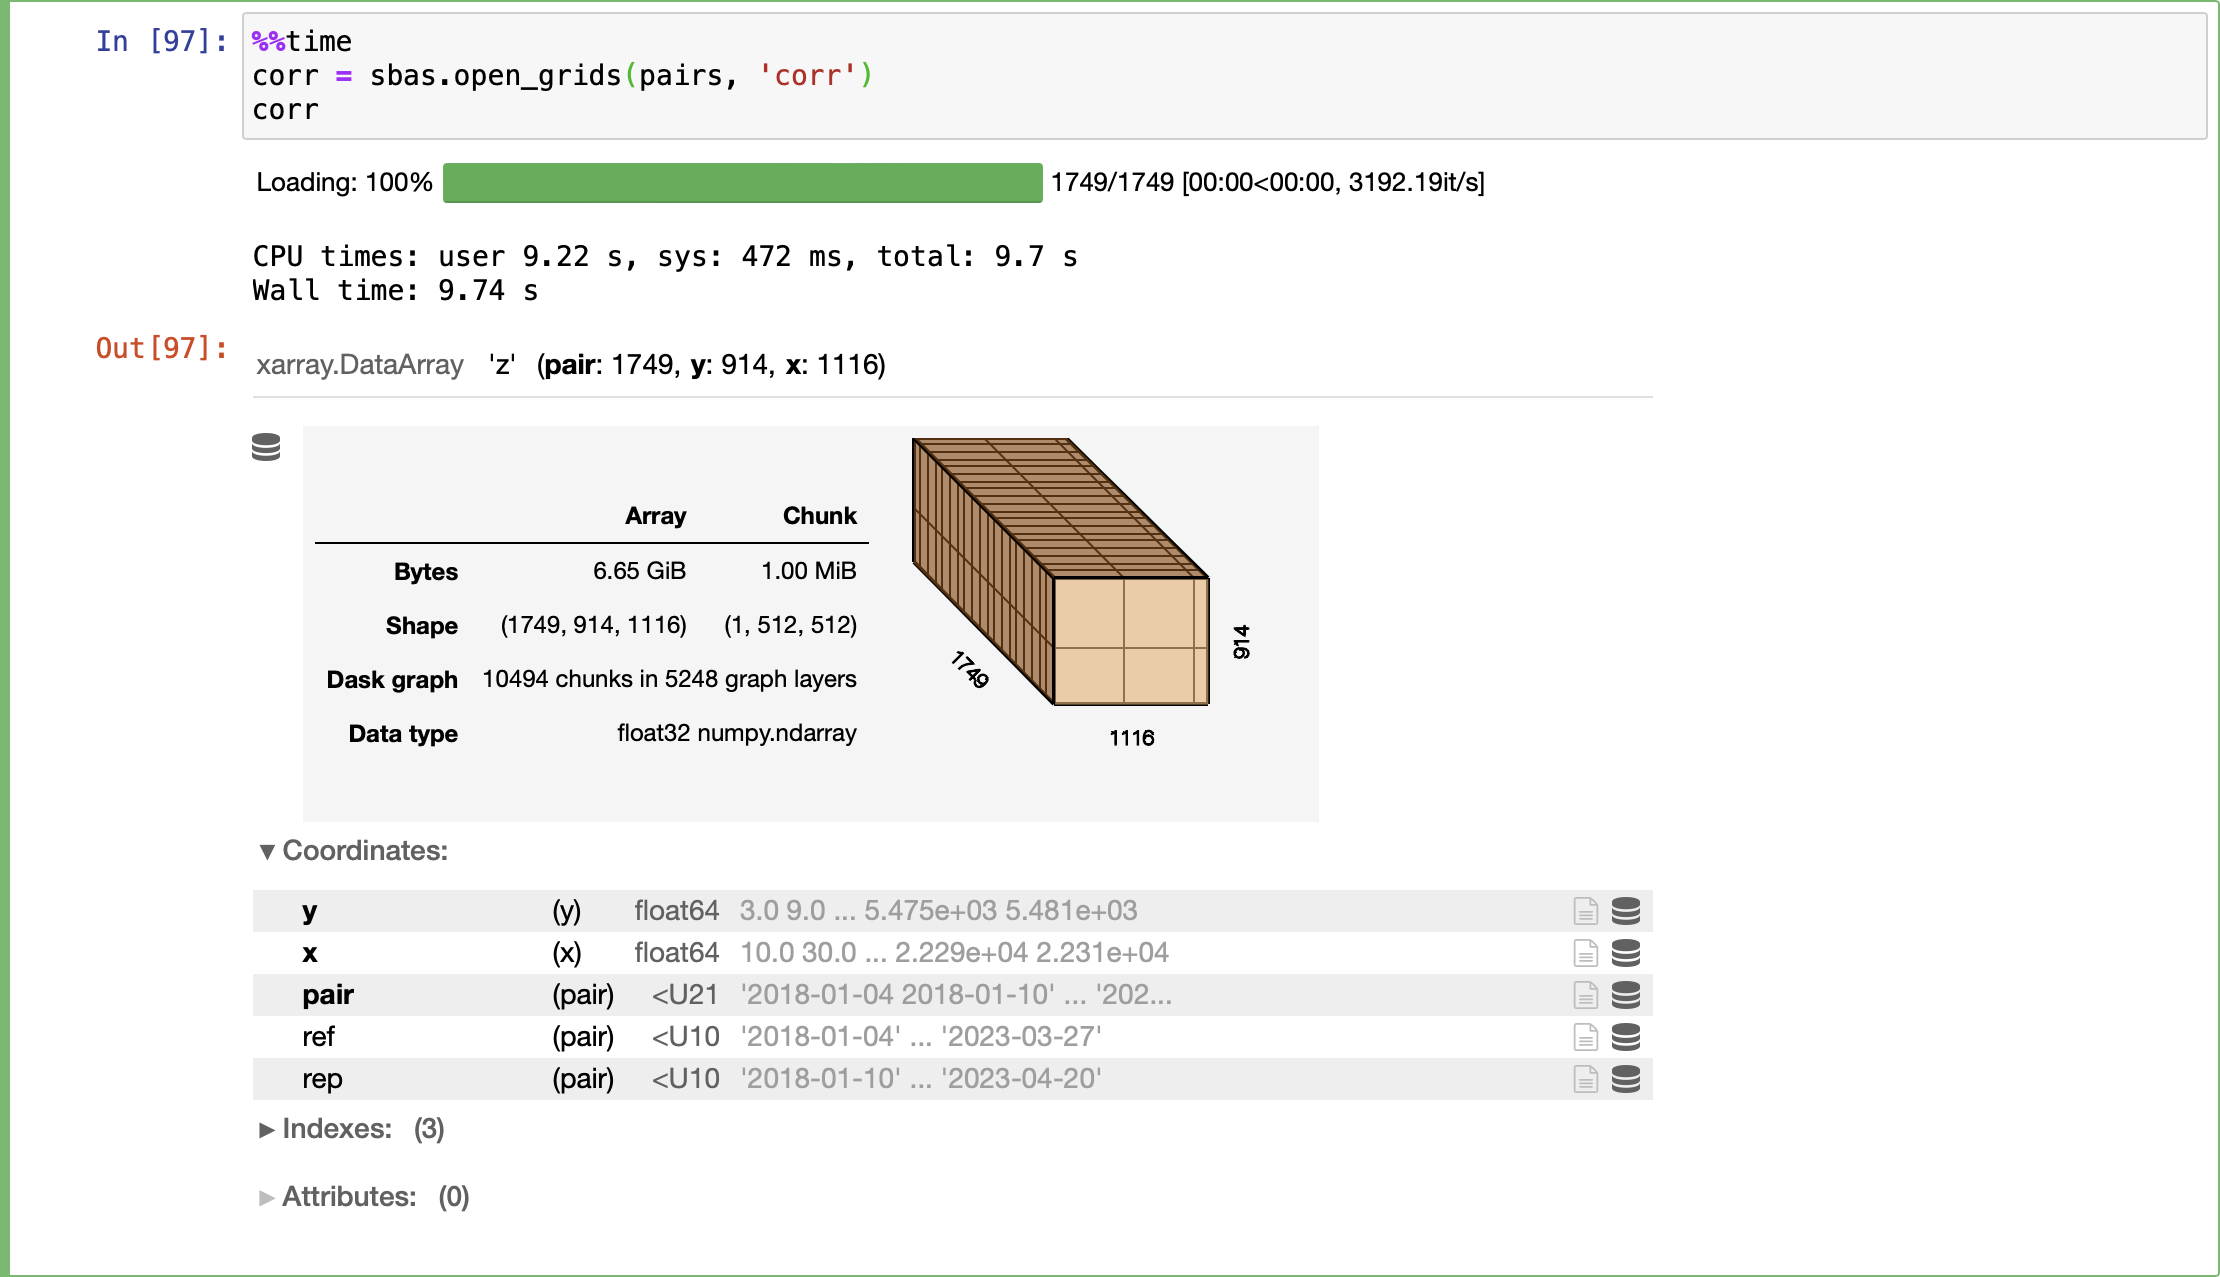 In [97]:
%%time
corr = sbas.open_grids(pairs, 'corr')
corr
Loading: 100% 1749/1749 [00:00<00:00, 3192.19it/s]
CPU times: user 9.22 s, sys: 472 ms, total: 9.7 s
Wall time: 9.74 s
Out[97]:
xarray.DataArray 'z' (pair: 1749, y: 914, x: 1116)
Array Chunk
Bytes 6.65 GiB 1.00 MiB
Shape (1749, 914, 1116) (1, 512, 512)
Dask graph 10494 chunks in 5248 graph layers
Data type float32 numpy.ndarray
1749
914
1116
▼ Coordinates:
y (y) float64 3.0 9.0 ... 5.475e+03 5.481e+03
x (x) float64 10.0 30.0 ... 2.229e+04 2.231e+04
pair (pair) <U21 '2018-01-04 2018-01-10' ... '202...
ref (pair) <U10 '2018-01-04' ... '2023-03-27'
rep (pair) <U10 '2018-01-10' ... '2023-04-20'
► Indexes: (3)
► Attributes: (0)